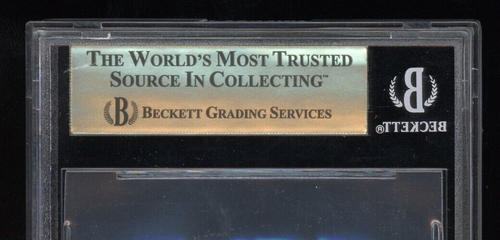 The World's Most Trusted
Source In Collecting™
B Beckett Grading Services
B
BECKETT®